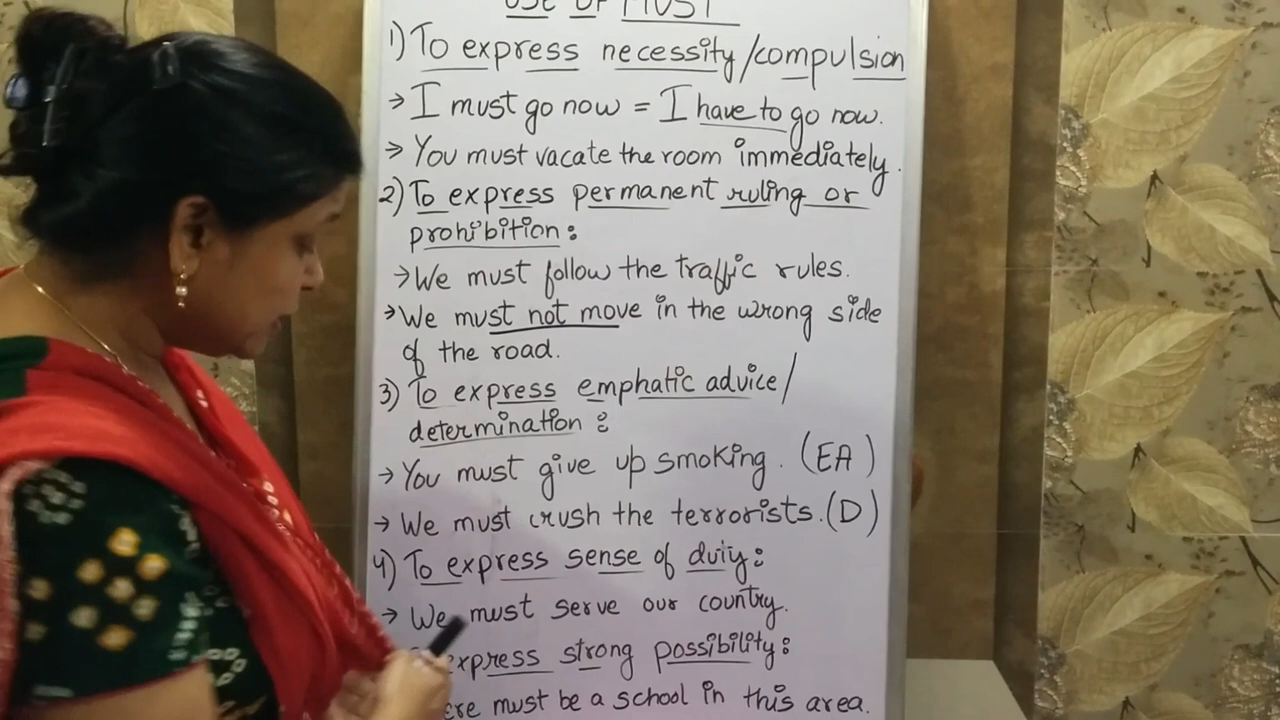 USE OF MUST
1) To express necessity/compulsion
→ I must go now = I have to go now.
→ You must vacate the room immediately.
2) To express permanent ruling or
prohibition:
→ We must follow the traffic rules.
→ We must not move in the wrong side
of the road.
3) To express emphatic advice/
determination :
→ You must give up smoking. (EA)
→ We must crush the terrorists. (D)
4) To express sense of duty:
→ We must serve our country.
express strong possibility:
must be a school in this area.